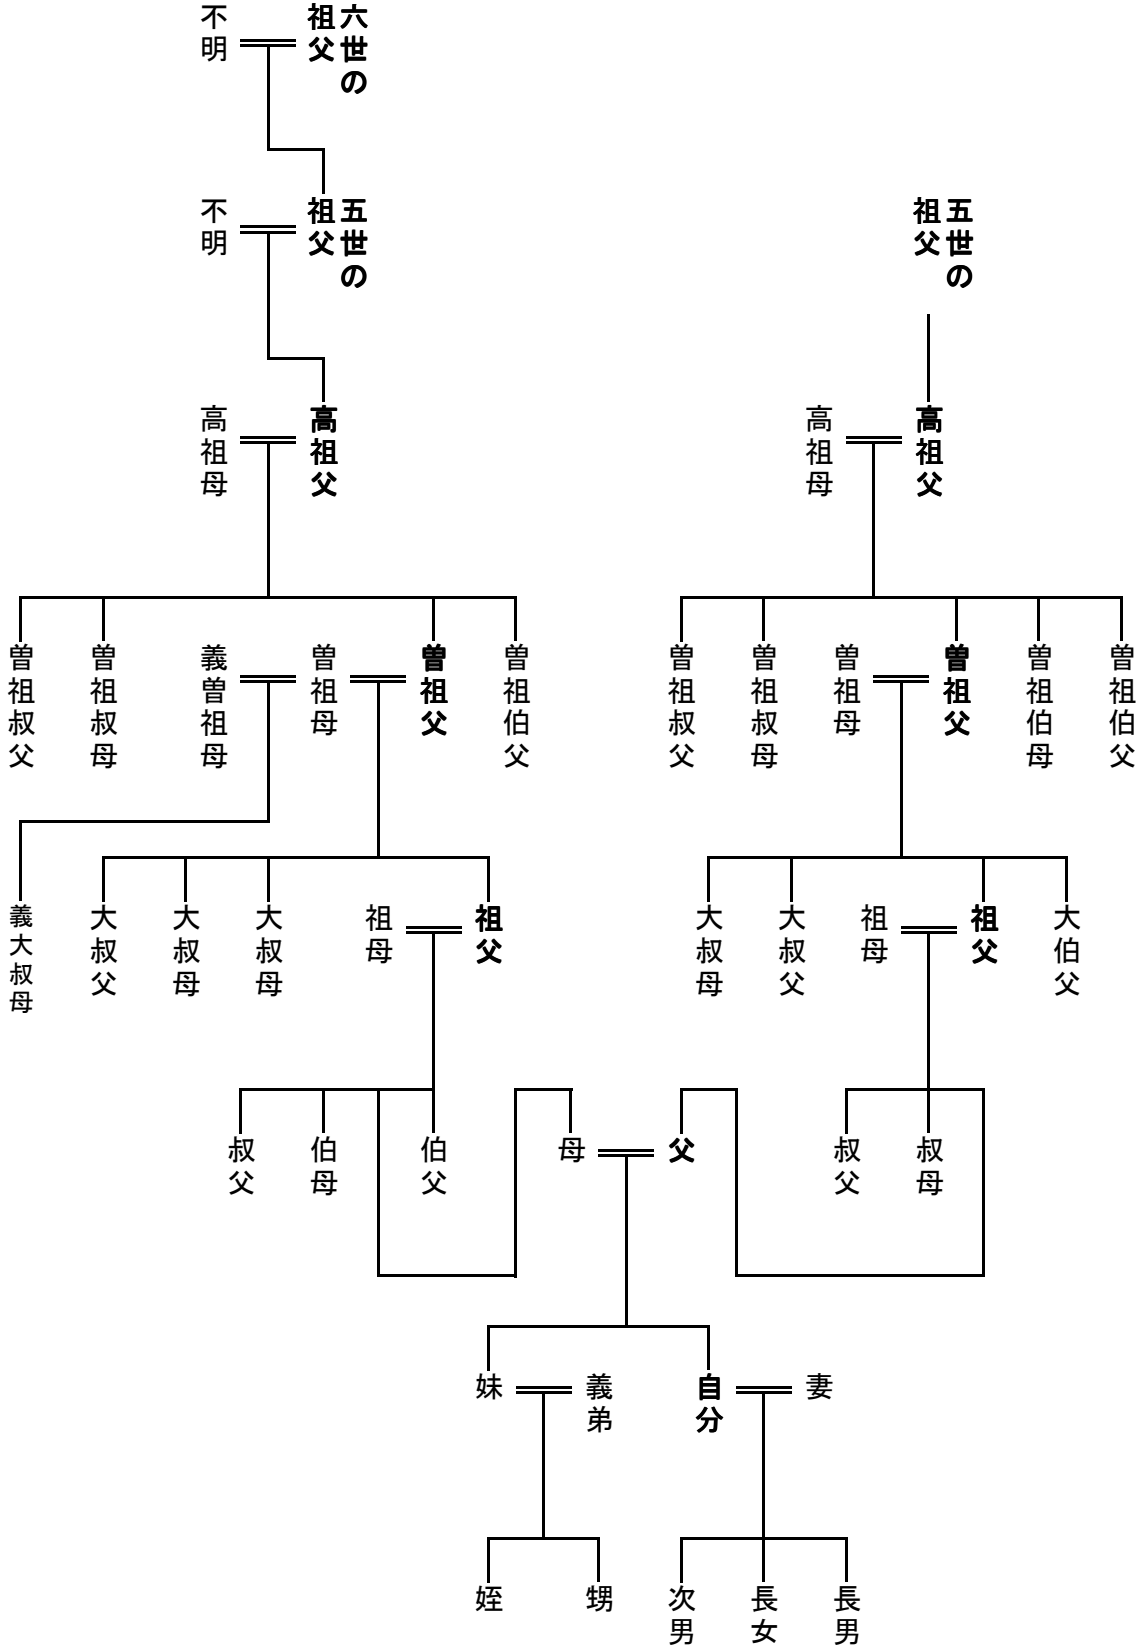 六世の
祖父
不明
五世の
祖父
不明
五世の
祖父
高祖父
高祖母
高祖父
高祖母
曽祖伯父
曽祖伯母
曽祖父
曽祖母
曽祖叔母
曽祖叔父
曽祖伯父
曽祖父
曽祖母
義曽祖母
曽祖叔母
曽祖叔父
大伯父
祖父
祖母
大叔父
大叔母
祖父
祖母
大叔母
大叔母
大叔父
義大叔母
叔母
叔父
父
母
伯父
伯母
叔父
妻
自分
義弟
妹
長男
長女
次男
甥
姪